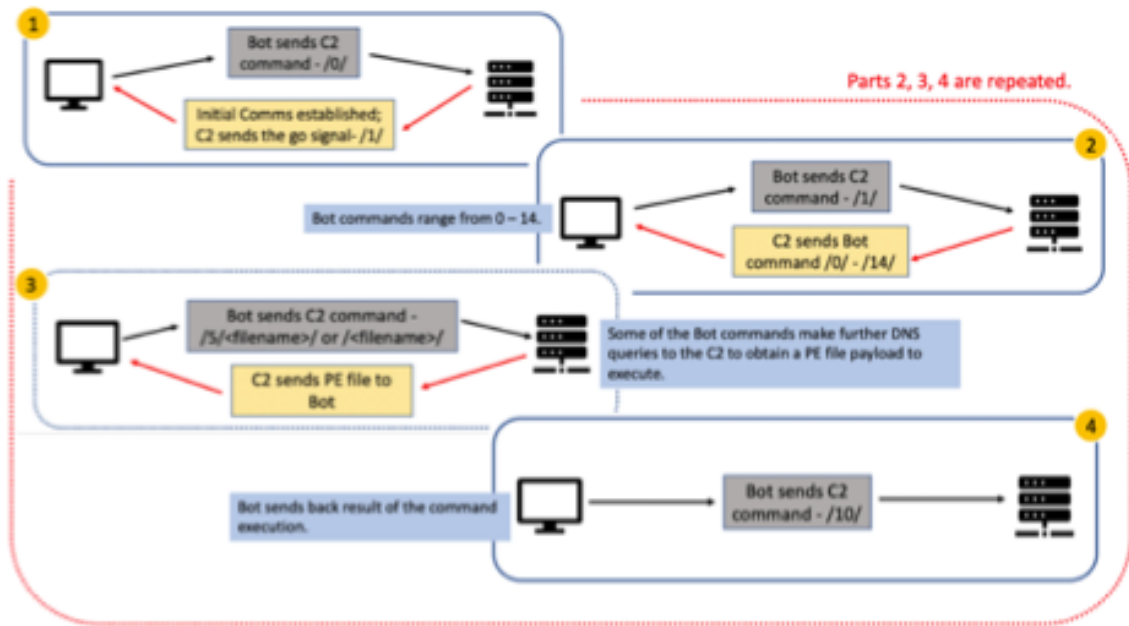 1
Bot sends C2
command - /0/
Initial Comms established;
C2 sends the go signal- /1/
Parts 2, 3, 4 are repeated.
2
Bot sends C2
command - /1/
Bot commands range from 0 – 14.
C2 sends Bot
command /0/ - /14/
3
Bot sends C2 command -
/5/<filename>/ or /<filename>/
C2 sends PE file to
Bot
Some of the Bot commands make further DNS
queries to the C2 to obtain a PE file payload to
execute.
4
Bot sends back result of the command
execution.
Bot sends C2
command - /10/